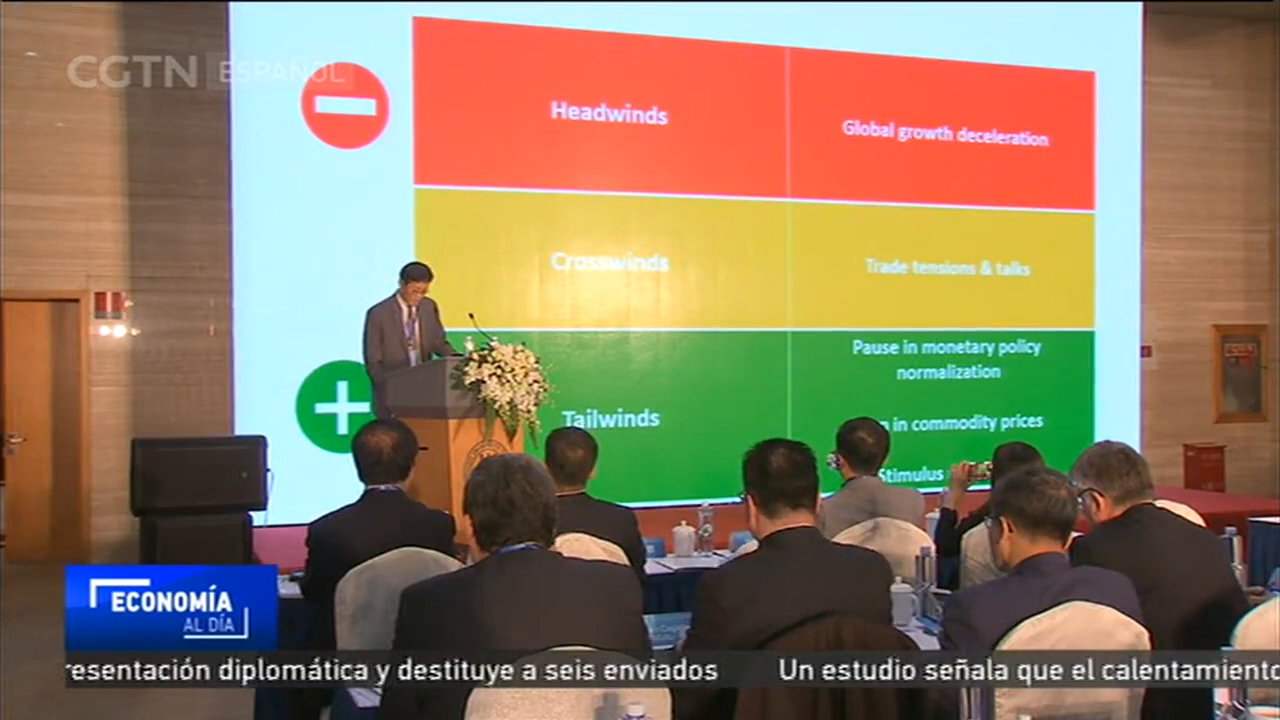 CGTN ESPAÑOL
Headwinds
Global growth deceleration
Crosswinds
Trade tensions & talks
Pause in monetary policy
normalization
Tailwinds
in commodity prices
Stimulus
ECONOMÍA
AL DÍA
resentación diplomática y destituye a seis enviados
Un estudio señala que el calentamiento